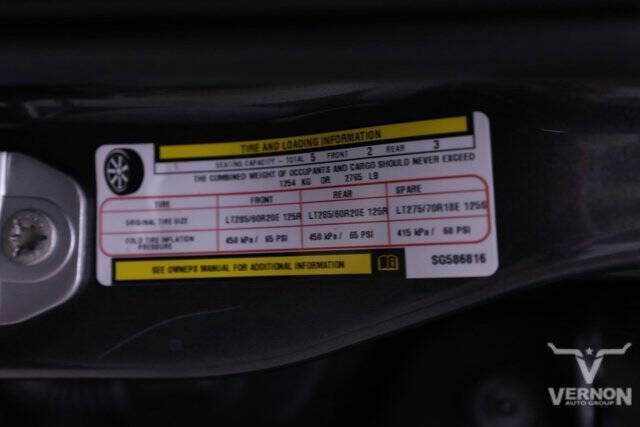 TIRE AND LOADING INFORMATION
SEATING CAPACITY - TOTAL 5 FRONT 2 REAR 3
THE COMBINED WEIGHT OF OCCUPANTS AND CARGO SHOULD NEVER EXCEED
1254 KG OR 2765 LB
TIRE FRONT REAR SPARE
ORIGINAL TIRE SIZE LT285/60R20E 125R LT285/60R20E 125R LT275/70R18E
COLD TIRE INFLATION PRESSURE 450 kPa / 65 PSI 450 kPa / 65 PSI 415 kPa / 60 PSI
SEE OWNERS MANUAL FOR ADDITIONAL INFORMATION
SG586816
VERNON
AUTO GROUP